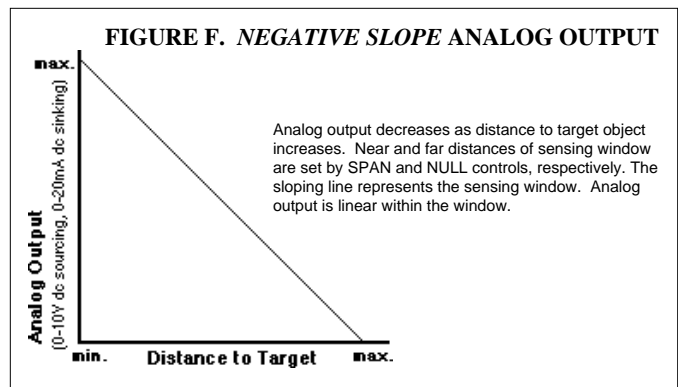 FIGURE F. NEGATIVE SLOPE ANALOG OUTPUT
max.
Analog Output
(0-10V dc sourcing, 0-20mA dc sinking)
Analog output decreases as distance to target object
increases. Near and far distances of sensing window
are set by SPAN and NULL controls, respectively. The
sloping line represents the sensing window. Analog
output is linear within the window.
min. Distance to Target max.